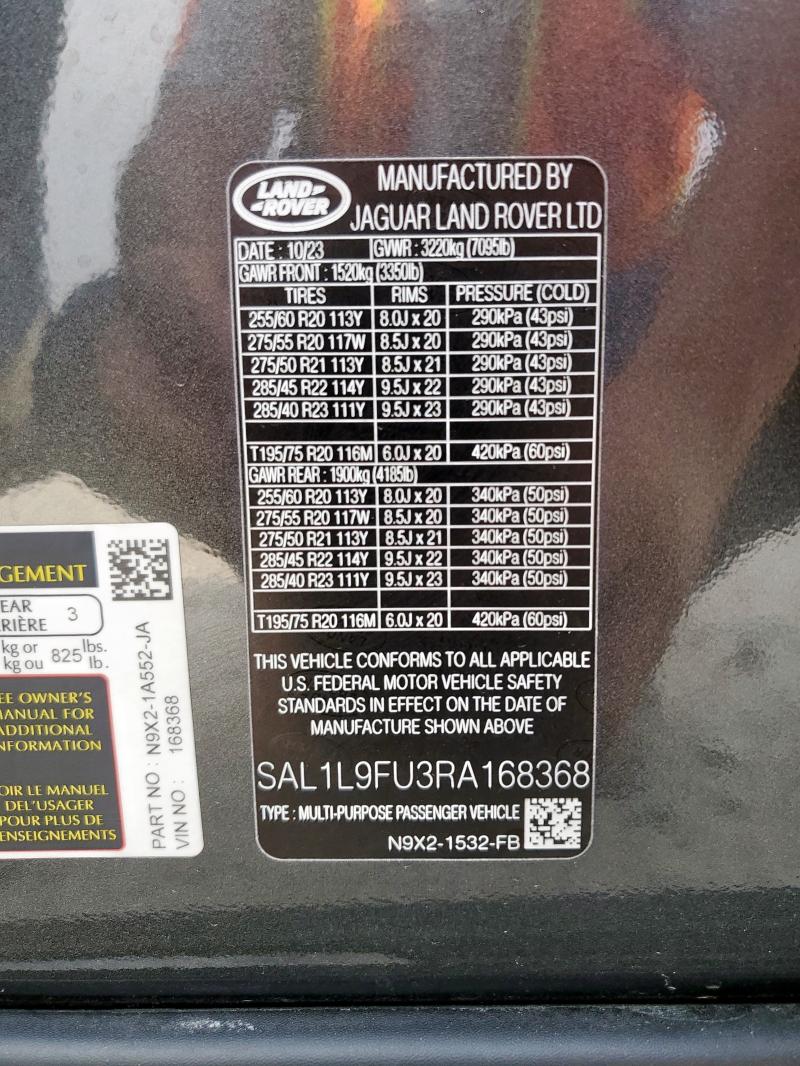 LAND-
-ROVER
MANUFACTURED BY
JAGUAR LAND ROVER LTD
DATE : 10/23 GVWR : 3220kg (7095lb)
GAWR FRONT : 1520kg (3350lb)
TIRES RIMS PRESSURE (COLD)
255/60 R20 113Y 8.0J x 20 290kPa (43psi)
275/55 R20 117W 8.5J x 20 290kPa (43psi)
275/50 R21 113Y 8.5J x 21 290kPa (43psi)
285/45 R22 114Y 9.5J x 22 290kPa (43psi)
285/40 R23 111Y 9.5J x 23 290kPa (43psi)
T195/75 R20 116M 6.0J x 20 420kPa (60psi)
GAWR REAR : 1900kg (4185lb)
255/60 R20 113Y 8.0J x 20 340kPa (50psi)
275/55 R20 117W 8.5J x 20 340kPa (50psi)
275/50 R21 113Y 8.5J x 21 340kPa (50psi)
285/45 R22 114Y 9.5J x 22 340kPa (50psi)
285/40 R23 111Y 9.5J x 23 340kPa (50psi)
T195/75 R20 116M 6.0J x 20 420kPa (60psi)
THIS VEHICLE CONFORMS TO ALL APPLICABLE
U.S. FEDERAL MOTOR VEHICLE SAFETY
STANDARDS IN EFFECT ON THE DATE OF
MANUFACTURE SHOWN ABOVE
SAL1L9FU3RA168368
TYPE : MULTI-PURPOSE PASSENGER VEHICLE
N9X2-1532-FB
GEMENT
EAR
RIÈRE 3
kg or lbs.
kg ou 825 lb.
EE OWNER'S
MANUAL FOR
ADDITIONAL
NFORMATION
OIR LE MANUEL
DEL'USAGER
POUR PLUS DE
ENSEIGNEMENTS
PART NO : N9X2-1A552-JA
VIN NO : 168368